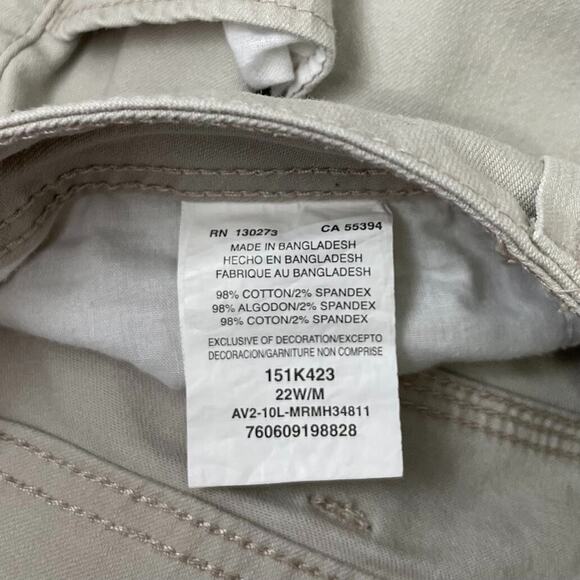 RN 130273 CA 55394
MADE IN BANGLADESH
HECHO EN BANGLADESH
FABRIQUE AU BANGLADESH
98% COTTON/2% SPANDEX
98% ALGODON/2% SPANDEX
98% COTON/2% SPANDEX
EXCLUSIVE OF DECORATION/EXCEPTO
DECORACION/GARNITURE NON COMPRISE
151K423
22W/M
AV2-10L-MRMH34811
760609198828